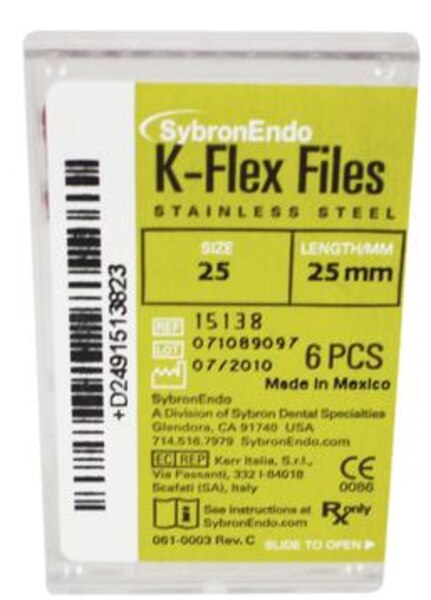 SybronEndo
K-Flex Files
STAINLESS STEEL
SIZE
25
LENGTH/MM
25 mm
REF 15138
LOT 071089097
07/2010
6 PCS
Made In Mexico
SybronEndo
A Division of Sybron Dental Specialties
Glendora, CA 91740 USA
714.516.7979 SybronEndo.com
EC REP Kerr Italia, S.r.l.,
Via Passanti, 332 I-84018
Scafati (SA), Italy
CE
0086
i See instructions at
SybronEndo.com
Rx only
061-0003 Rev. C
SLIDE TO OPEN
+D2491513823